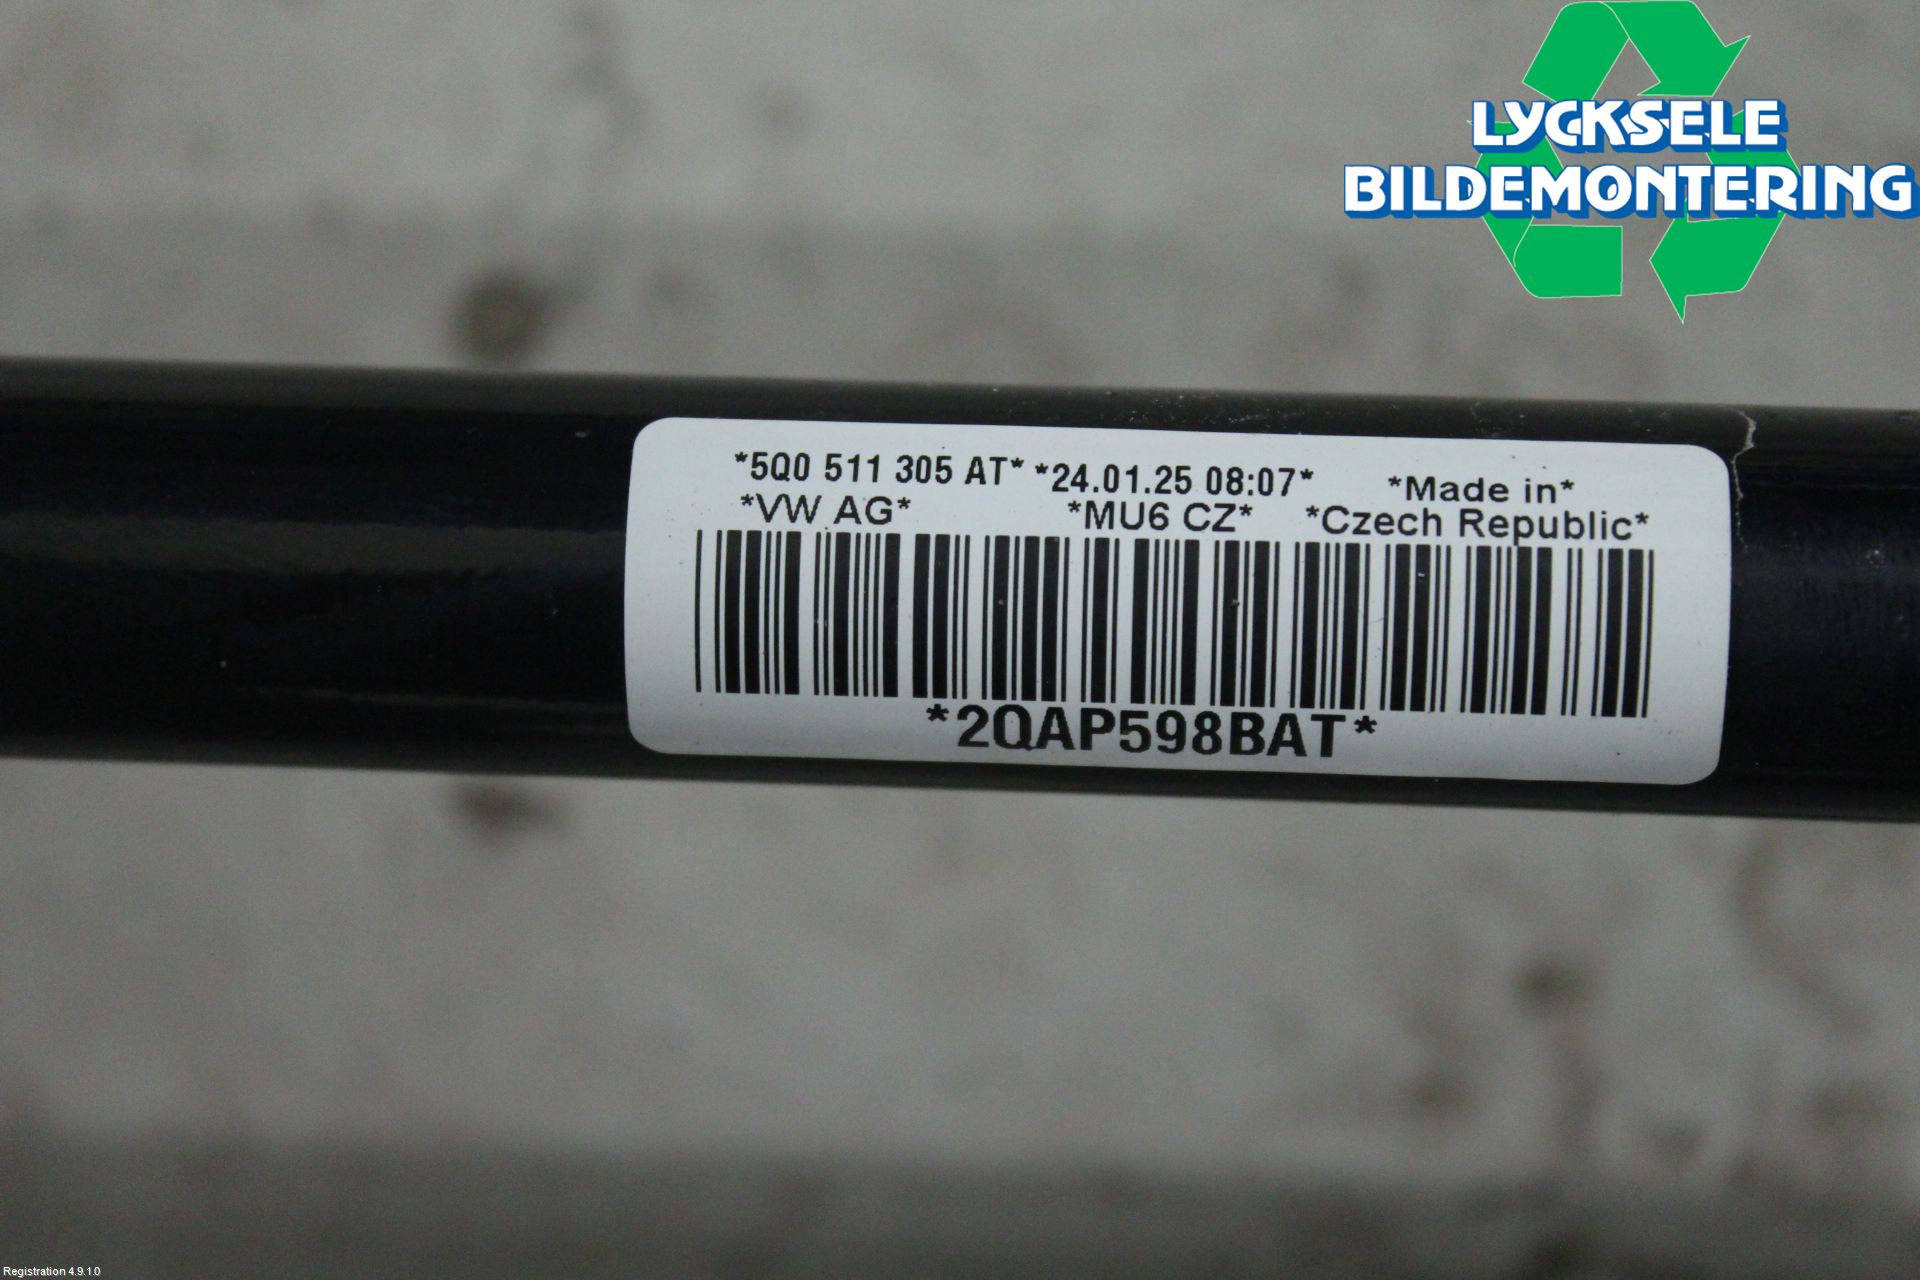 LYCKSELE
BILDEMONTERING
*5Q0 511 305 AT* *24.01.25 08:07* *Made in*
*VW AG* *MU6 CZ* *Czech Republic*
*2QAP598BAT*
Registration 4.9.1.0